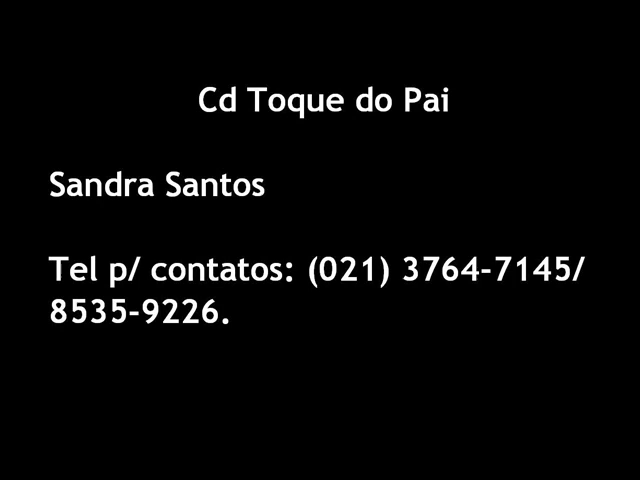 Cd Toque do Pai
Sandra Santos
Tel p/ contatos: (021) 3764-7145/
8535-9226.